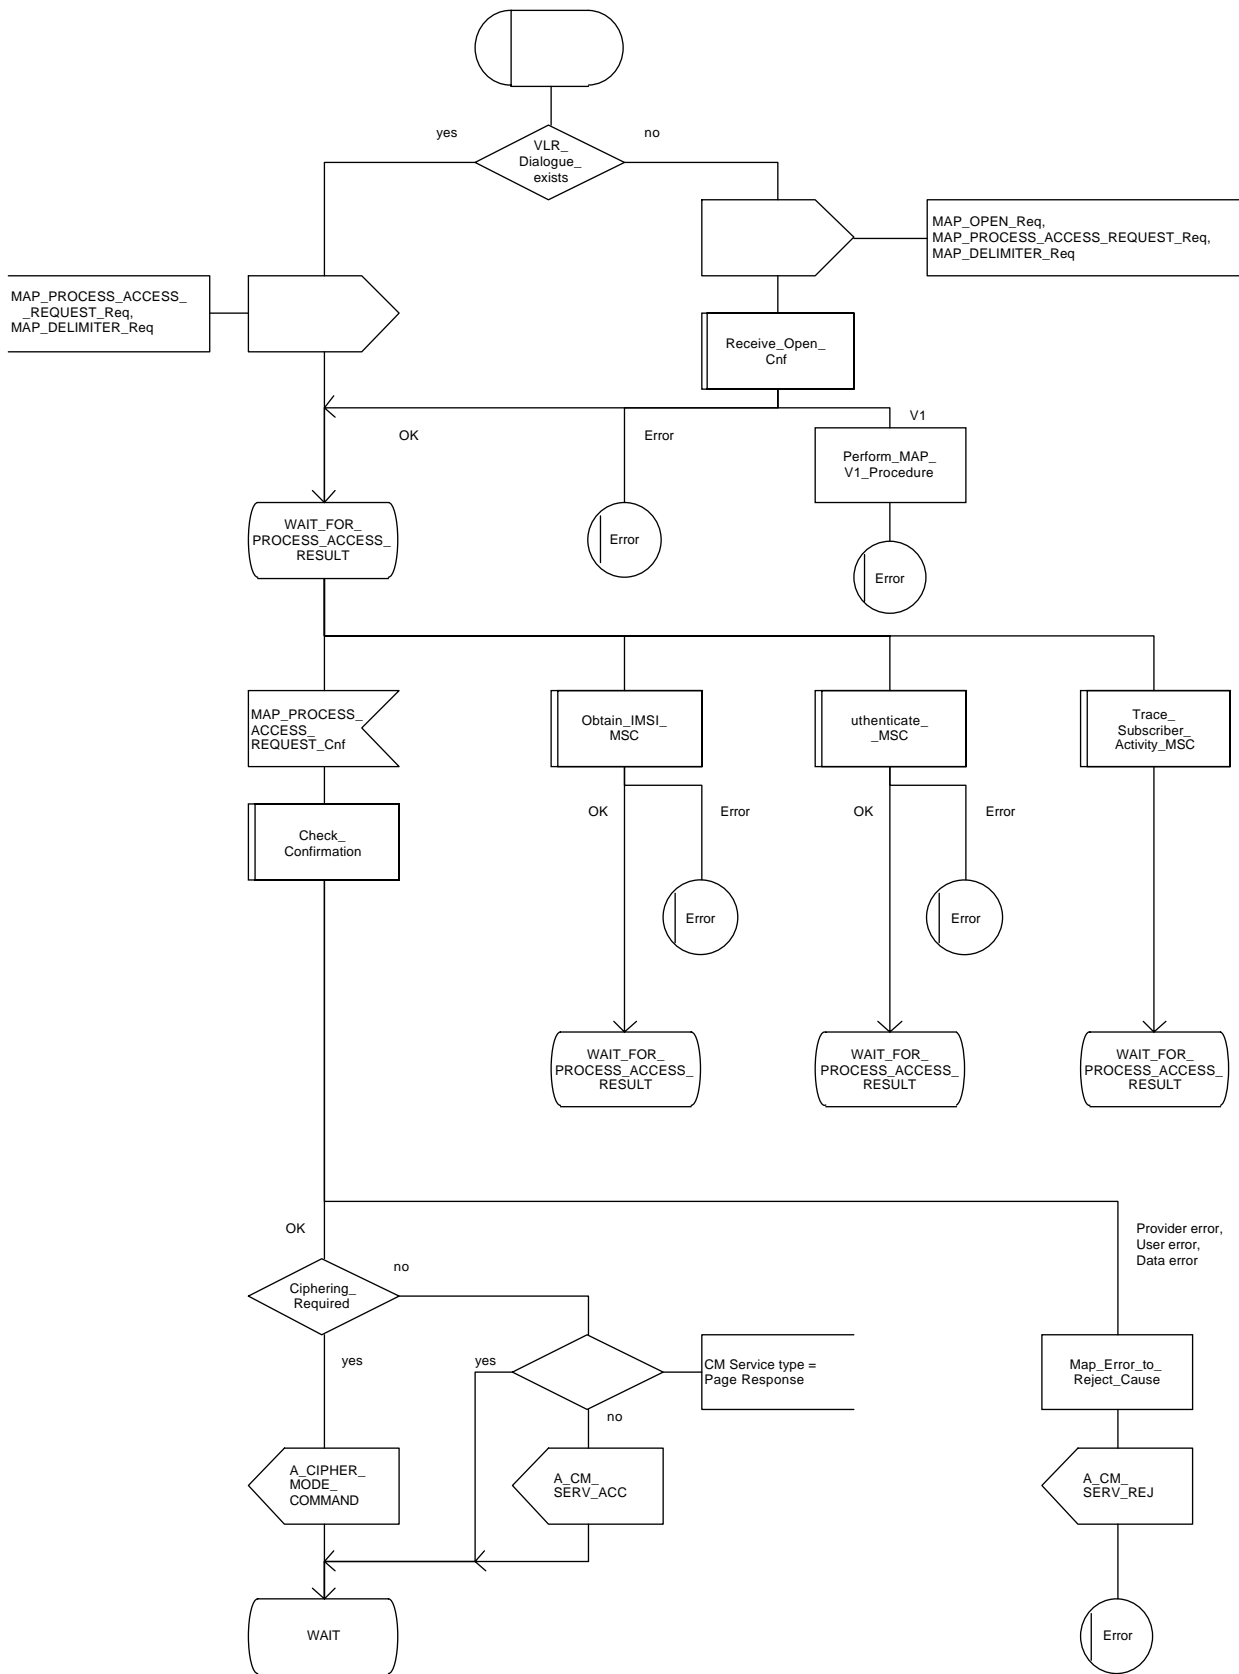 yes
no
VLR_
Dialogue_
exists
MAP_OPEN_Req,
MAP_PROCESS_ACCESS_REQUEST_Req,
MAP_DELIMITER_Req
MAP_PROCESS_ACCESS_
_REQUEST_Req,
MAP_DELIMITER_Req
Receive_Open_
Cnf
OK
Error
V1
Perform_MAP_
V1_Procedure
WAIT_FOR_
PROCESS_ACCESS_
RESULT
Error
Error
MAP_PROCESS_
ACCESS_
REQUEST_Cnf
Obtain_IMSI_
MSC
uthenticate_
_MSC
Trace_
Subscriber_
Activity_MSC
Check_
Confirmation
OK
Error
OK
Error
Error
Error
WAIT_FOR_
PROCESS_ACCESS_
RESULT
WAIT_FOR_
PROCESS_ACCESS_
RESULT
WAIT_FOR_
PROCESS_ACCESS_
RESULT
OK
Provider error,
User error,
Data error
Ciphering_
Required
no
yes
yes
CM Service type =
Page Response
no
Map_Error_to_
Reject_Cause
A_CIPHER_
MODE_
COMMAND
A_CM_
SERV_ACC
A_CM_
SERV_REJ
WAIT
Error